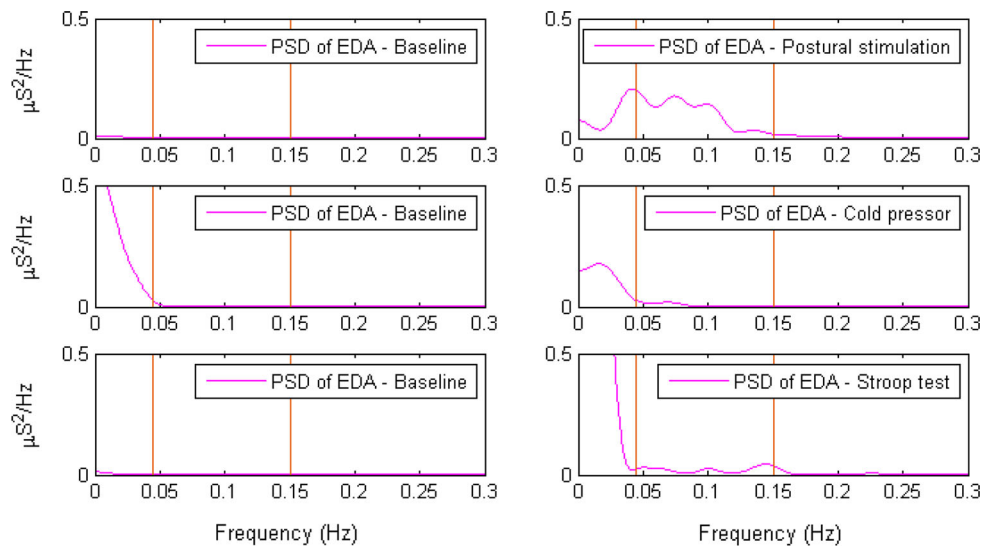 0.5
PSD of EDA - Baseline
µS²/Hz
0
0 0.05 0.1 0.15 0.2 0.25 0.3
0.5
PSD of EDA - Postural stimulation
0
0 0.05 0.1 0.15 0.2 0.25 0.3
0.5
PSD of EDA - Baseline
µS²/Hz
0
0 0.05 0.1 0.15 0.2 0.25 0.3
0.5
PSD of EDA - Cold pressor
0
0 0.05 0.1 0.15 0.2 0.25 0.3
0.5
PSD of EDA - Baseline
µS²/Hz
0
0 0.05 0.1 0.15 0.2 0.25 0.3
Frequency (Hz)
0.5
PSD of EDA - Stroop test
0
0 0.05 0.1 0.15 0.2 0.25 0.3
Frequency (Hz)